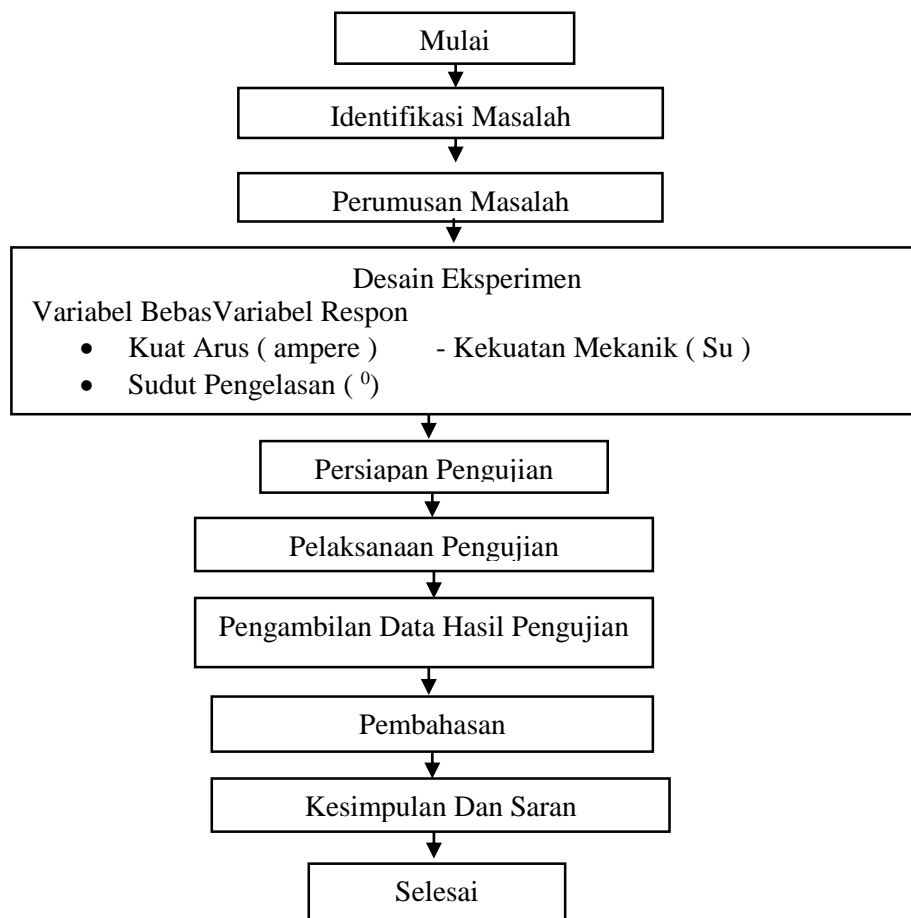 Mulai
Identifikasi Masalah
Perumusan Masalah
Desain Eksperimen
Variabel BebasVariabel Respon
• Kuat Arus ( ampere ) - Kekuatan Mekanik ( Su )
• Sudut Pengelasan ( ⁰)
Persiapan Pengujian
Pelaksanaan Pengujian
Pengambilan Data Hasil Pengujian
Pembahasan
Kesimpulan Dan Saran
Selesai